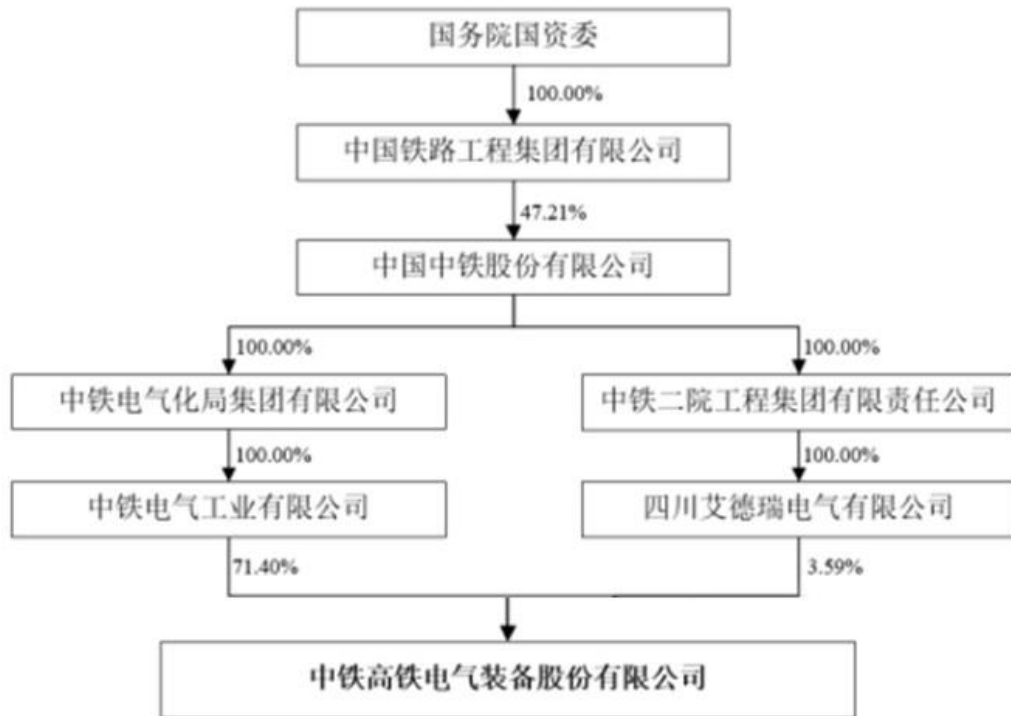 国务院国资委
100.00%
中国铁路工程集团有限公司
47.21%
中国中铁股份有限公司
100.00%
100.00%
中铁电气化局集团有限公司
中铁二院工程集团有限责任公司
100.00%
100.00%
中铁电气工业有限公司
四川艾德瑞电气有限公司
71.40%
3.59%
中铁高铁电气装备股份有限公司